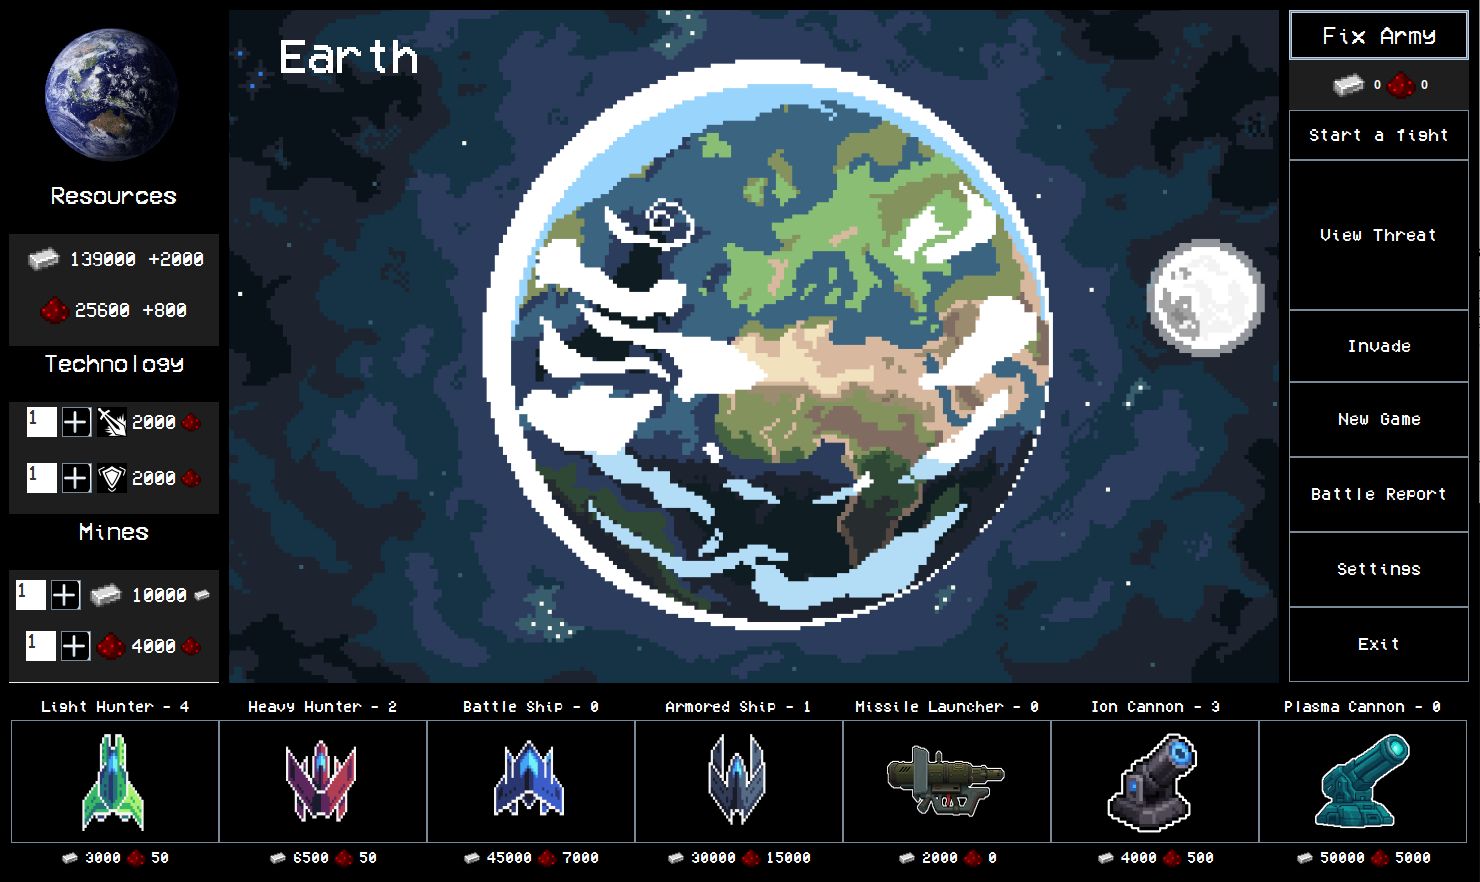 Earth
Resources
139000 +2000
25600 +800
Technology
1 2000
1 2000
Mines
1 10000
1 4000
Fix Army
0 0
Start a fight
View Threat
Invade
New Game
Battle Report
Settings
Exit
Light Hunter - 4
Heavy Hunter - 2
Battle Ship - 0
Armored Ship - 1
Missile Launcher - 0
Ion Cannon - 3
Plasma Cannon - 0
3000 50
6500 50
45000 7000
30000 15000
2000 0
4000 500
50000 5000